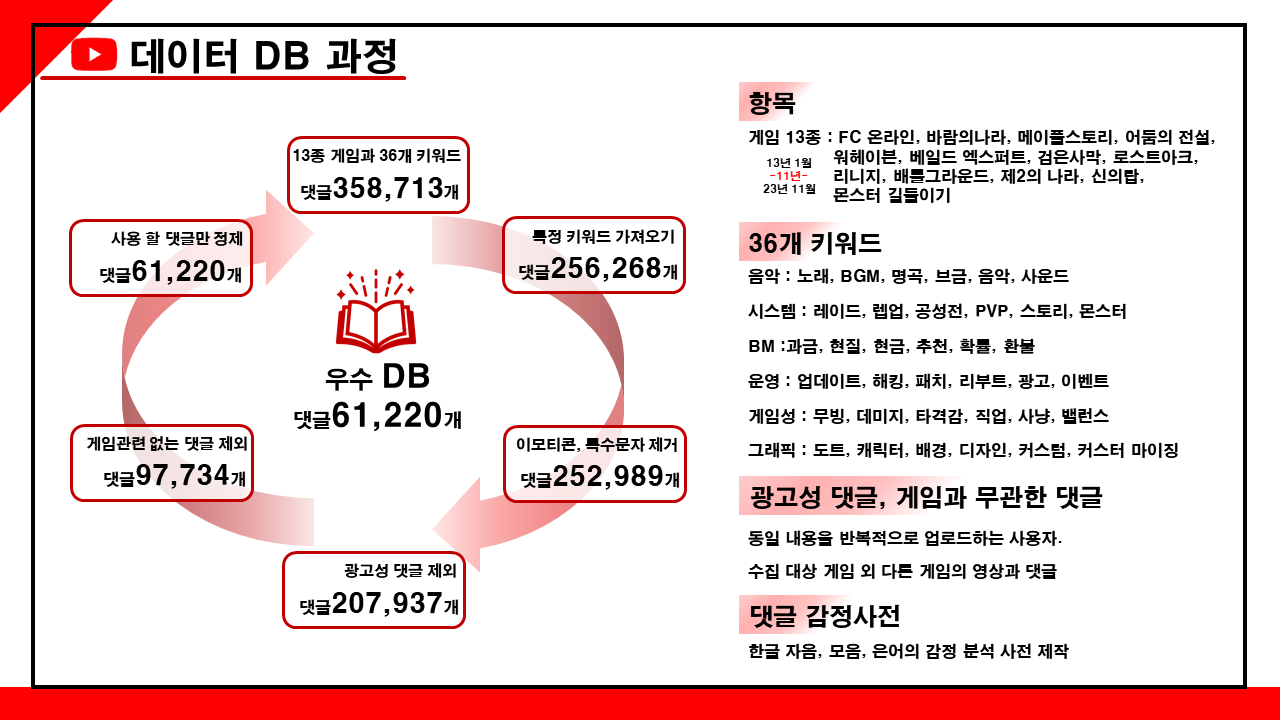 데이터 DB 과정
13종 게임과 36개 키워드
댓글358,713개
특정 키워드 가져오기
댓글256,268개
이모티콘, 특수문자 제거
댓글252,989개
광고성 댓글 제외
댓글207,937개
게임관련 없는 댓글 제외
댓글97,734개
사용 할 댓글만 정제
댓글61,220개
우수 DB
댓글61,220개
항목
게임 13종 : FC 온라인, 바람의나라, 메이플스토리, 어둠의 전설,
워헤이븐, 베일드 엑스퍼트, 검은사막, 로스트아크,
리니지, 배틀그라운드, 제2의 나라, 신의탑,
몬스터 길들이기
13년 1월
-11년-
23년 11월
36개 키워드
음악 : 노래, BGM, 명곡, 브금, 음악, 사운드
시스템 : 레이드, 렙업, 공성전, PVP, 스토리, 몬스터
BM :과금, 현질, 현금, 추천, 확률, 환불
운영 : 업데이트, 해킹, 패치, 리부트, 광고, 이벤트
게임성 : 무빙, 데미지, 타격감, 직업, 사냥, 밸런스
그래픽 : 도트, 캐릭터, 배경, 디자인, 커스텀, 커스터 마이징
광고성 댓글, 게임과 무관한 댓글
동일 내용을 반복적으로 업로드하는 사용자.
수집 대상 게임 외 다른 게임의 영상과 댓글
댓글 감정사전
한글 자음, 모음, 은어의 감정 분석 사전 제작